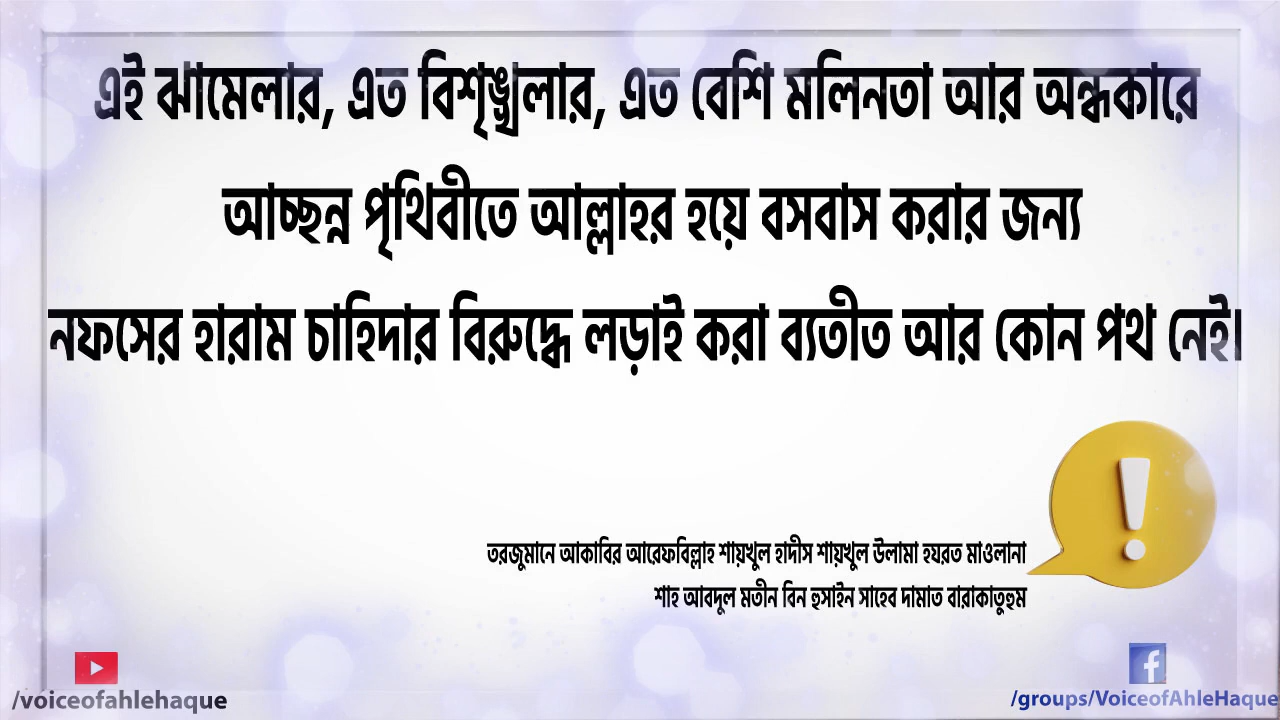 এই ঝামেলার, এত বিশৃঙ্খলার, এত বেশি মলিনতা আর অন্ধকারে
আচ্ছন্ন পৃথিবীতে আল্লাহর হয়ে বসবাস করার জন্য
নফসের হারাম চাহিদার বিরুদ্ধে লড়াই করা ব্যতীত আর কোন পথ নেই।
তরজুমানে আকাবির আরেফবিল্লাহ শায়খুল হাদীস শায়খুল উলামা হযরত মাওলানা
শাহ আবদুল মতীন বিন হুসাইন সাহেব দামাত বারাকাতুহুম
/voiceofahlehaque
/groups/VoiceofAhleHaque